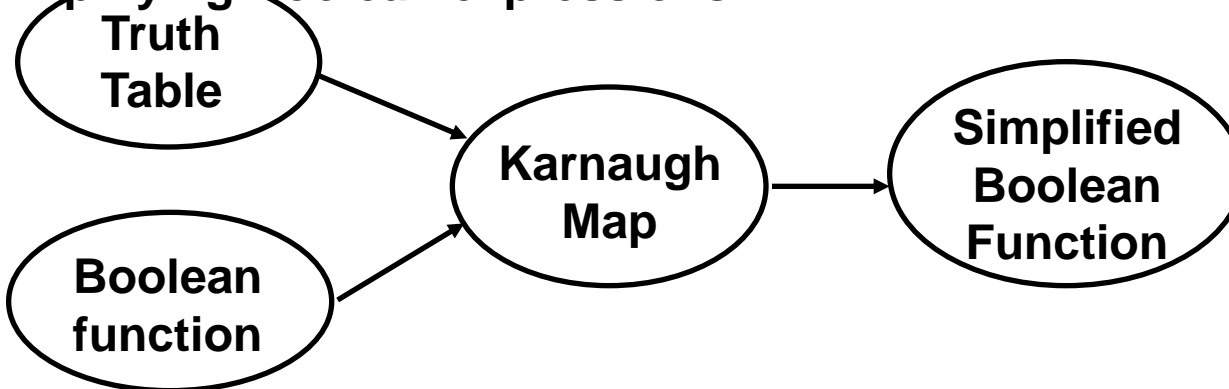 Truth
Table
Karnaugh
Map
Simplified
Boolean
Function
Boolean
function